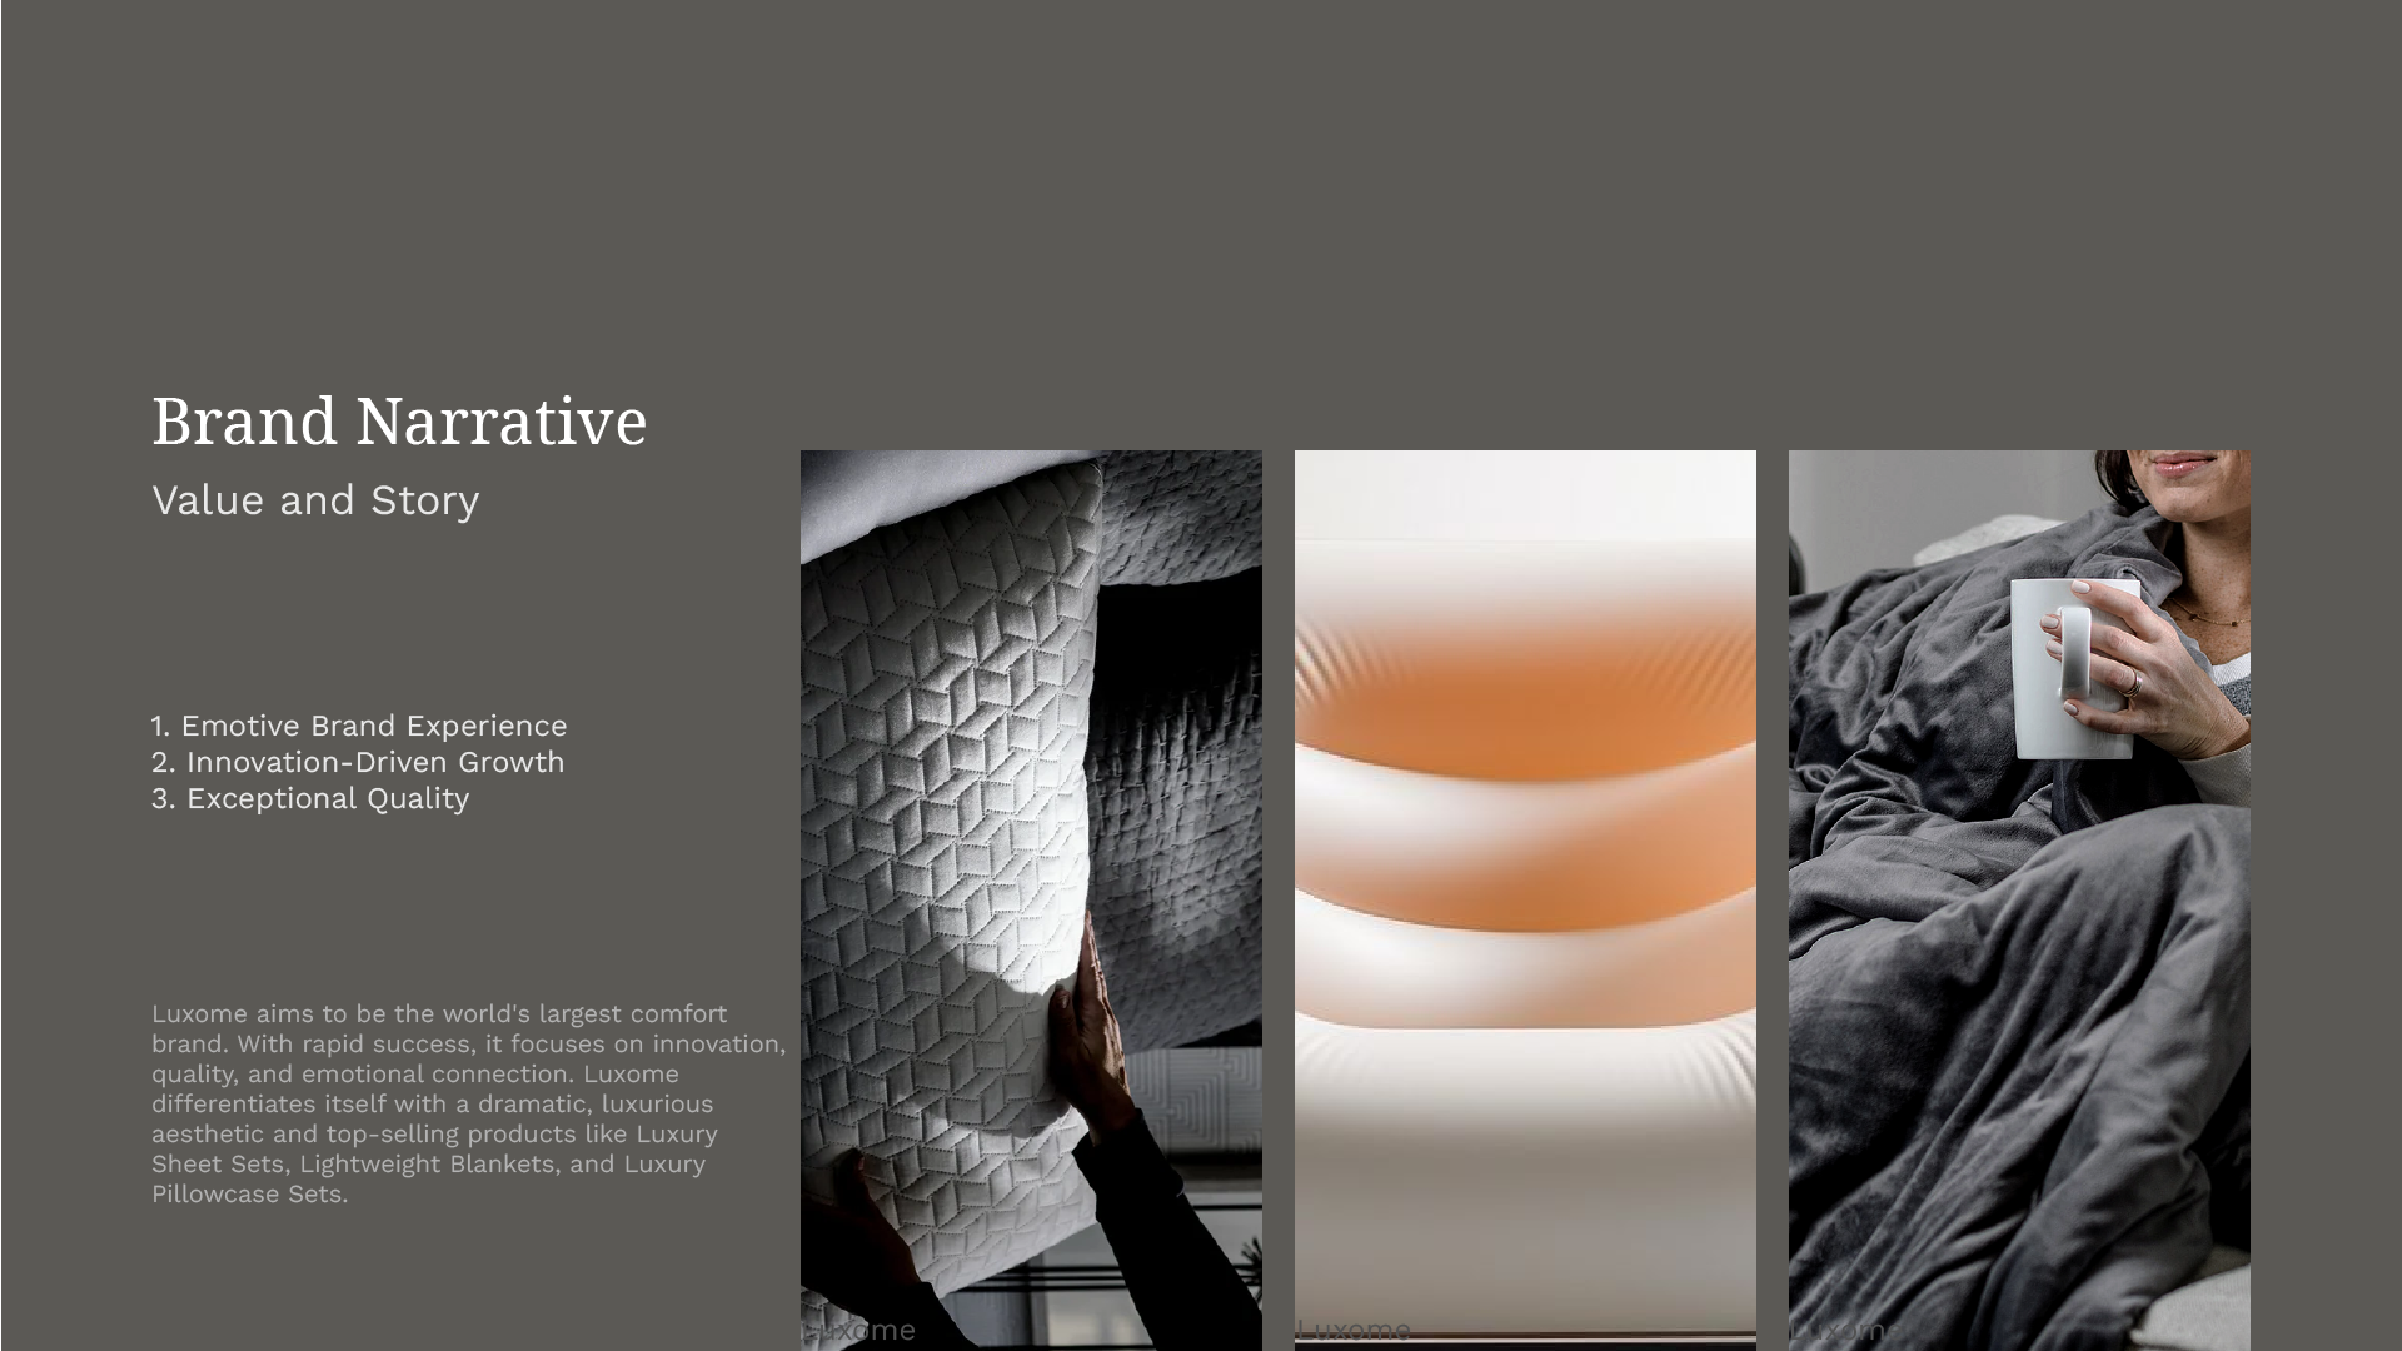 Brand Narrative
Value and Story
1. Emotive Brand Experience
2. Innovation-Driven Growth
3. Exceptional Quality
Luxome aims to be the world's largest comfort
brand. With rapid success, it focuses on innovation,
quality, and emotional connection. Luxome
differentiates itself with a dramatic, luxurious
aesthetic and top-selling products like Luxury
Sheet Sets, Lightweight Blankets, and Luxury
Pillowcase Sets.
Luxome
Luxome
Luxome